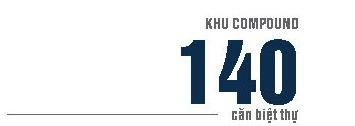 KHU COMPOUND
140
căn biệt thự